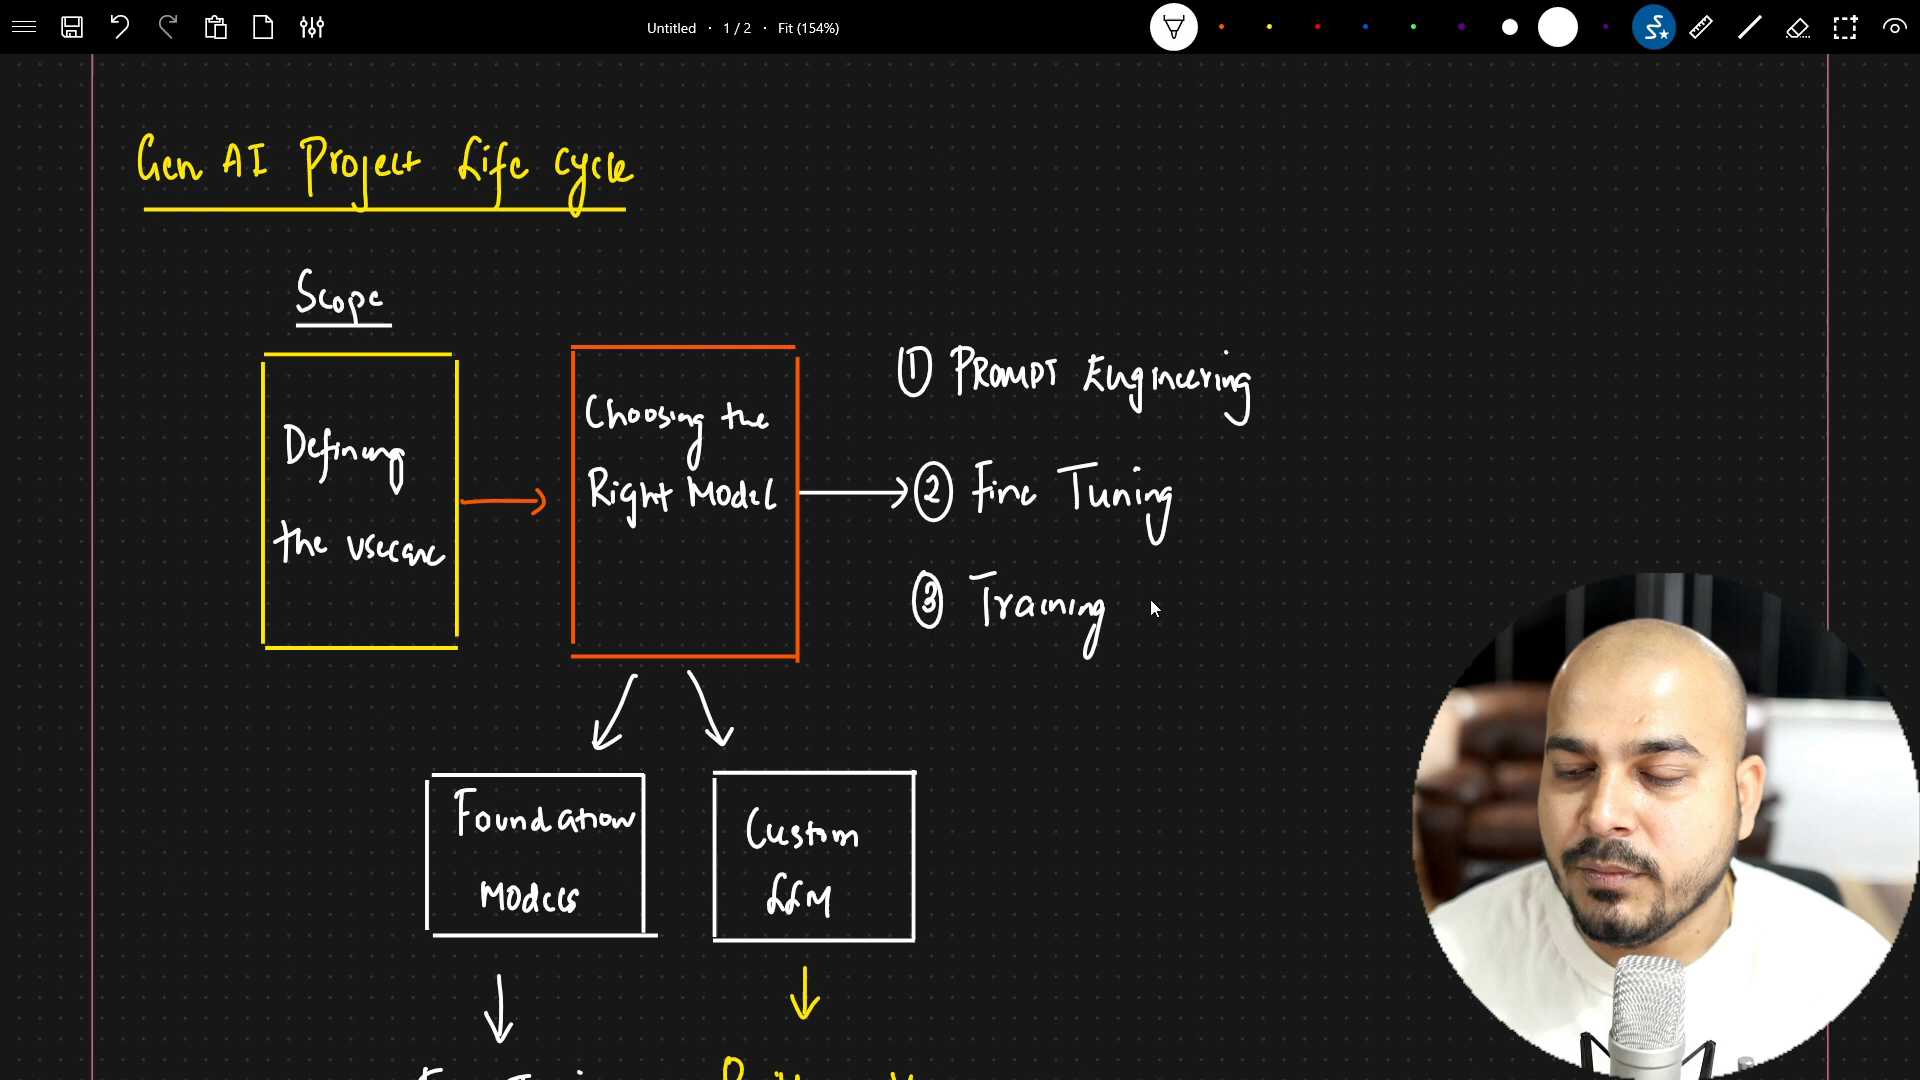 Untitled · 1 / 2 · Fit (154%)
Gen AI Project Life Cycle
Scope
Defining
the usecase
Choosing the
Right Model
① PROMPT Engineering
② Fine Tuning
③ Training
Foundation
Models
Custom
LLM